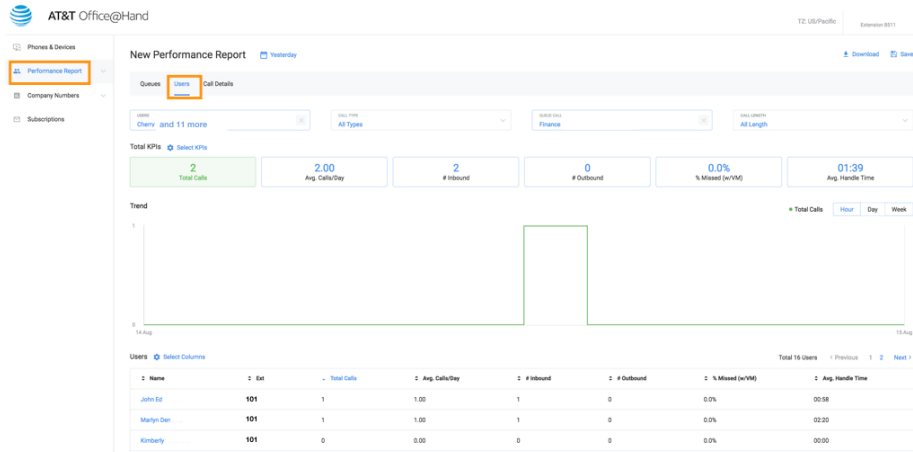 AT&T Office@Hand
TZ: US/Pacific
Extension 8511
Phones & Devices
Performance Report
Company Numbers
Subscriptions
New Performance Report
Yesterday
Download
Save
Queues Users Call Details
USERS
Cherre and 11 more
CALL TYPE
All Types
QUEUE CALL
Finance
CALL LENGTH
All Length
Total KPIs Select KPIs
2
Total Calls
2.00
Avg. Calls/Day
2
# Inbound
0
# Outbound
0.0%
% Missed (w/VM)
01:39
Avg. Handle Time
Trend
Total Calls
Hour Day Week
1
0
14 Aug
15 Aug
Users Select Columns
Total 16 Users < Previous 1 2 Next >
Name Ext Total Calls Avg. Calls/Day # Inbound # Outbound % Missed (w/VM) Avg. Handle Time
John Ed 101 1 1.00 1 0 0.0% 00:58
Marlyn Den 101 1 1.00 1 0 0.0% 02:20
Kimberly 101 0 0.00 0 0 0.0% 00:00